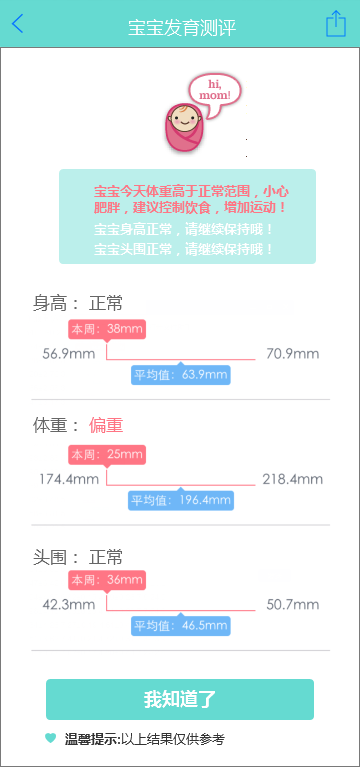 宝宝发育测评
hi,
mom!
宝宝今天体重高于正常范围，小心
肥胖，建议控制饮食，增加运动！
宝宝身高正常，请继续保持哦！
宝宝头围正常，请继续保持哦！
身高： 正常
本周：38mm
56.9mm 70.9mm
平均值：63.9mm
体重： 偏重
本周：25mm
174.4mm 218.4mm
平均值：196.4mm
头围： 正常
本周：36mm
42.3mm 50.7mm
平均值：46.5mm
我知道了
温馨提示:以上结果仅供参考